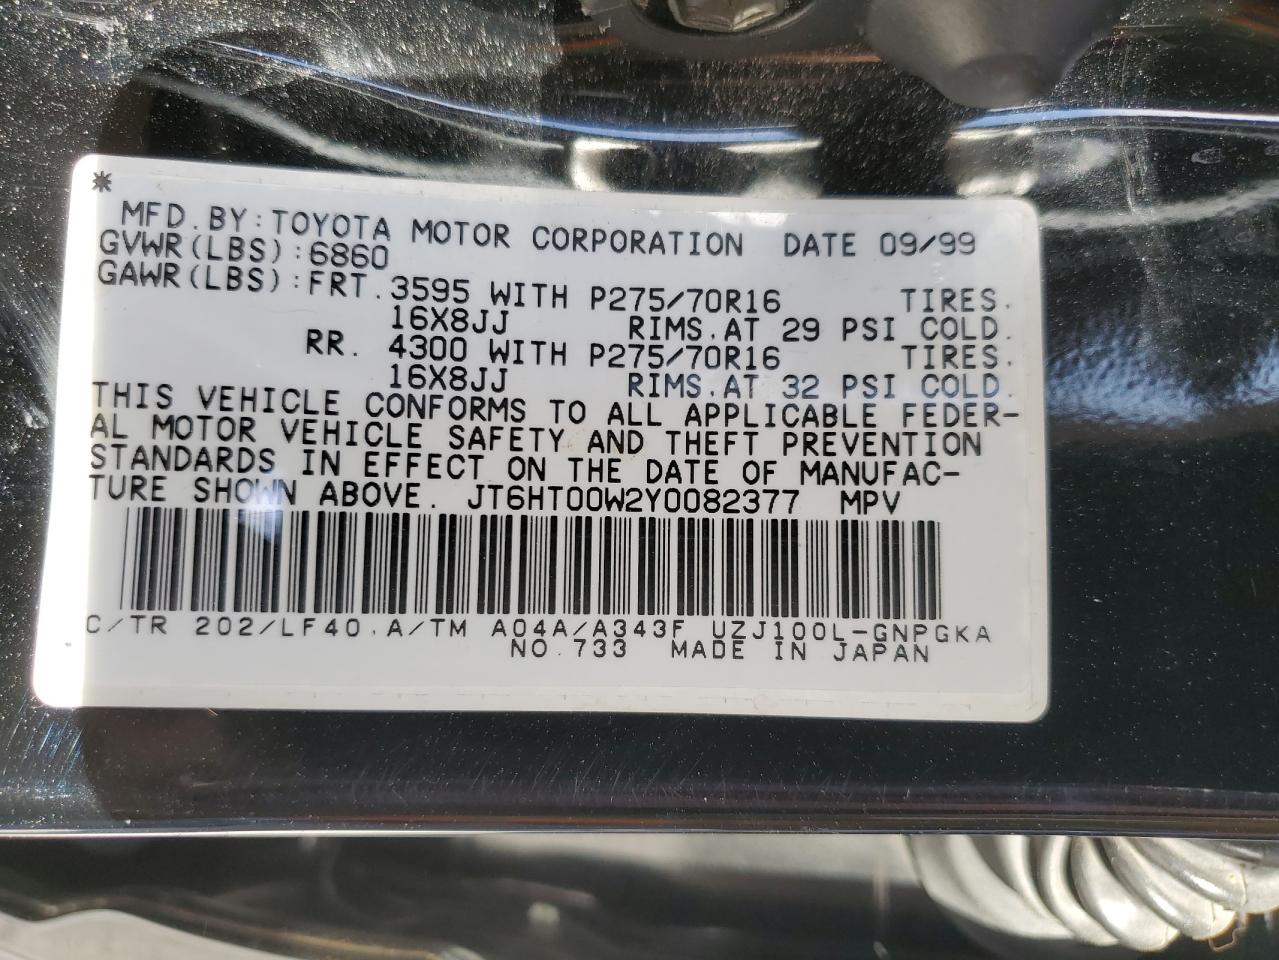 *
MFD. BY: TOYOTA MOTOR CORPORATION DATE 09/99
GVWR(LBS):6860
GAWR(LBS):FRT. 3595 WITH P275/70R16 TIRES.
16X8JJ RIMS. AT 29 PSI COLD.
RR. 4300 WITH P275/70R16 TIRES.
16X8JJ RIMS. AT 32 PSI COLD.
THIS VEHICLE CONFORMS TO ALL APPLICABLE FEDER-
AL MOTOR VEHICLE SAFETY AND THEFT PREVENTION
STANDARDS IN EFFECT ON THE DATE OF MANUFAC-
TURE SHOWN ABOVE. JT6HT00W2Y0082377 MPV
C/TR 202/LF40. A/TM A04A/A343F UZJ100L-GNPGKA
NO. 733 MADE IN JAPAN